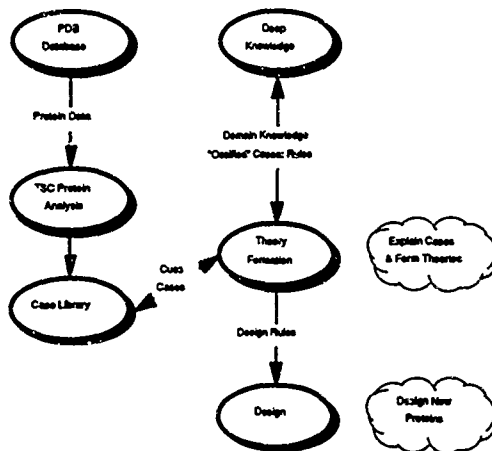 PDB
Database
Deep
Knowledge
Protein Data
Domain Knowledge
"Ossified" Cases: Rules
TSC Protein
Analysis
Theory
Formation
Explain Cases
& Form Theories
Cues
Cases
Case Library
Design Rules
Design
Design New
Proteins